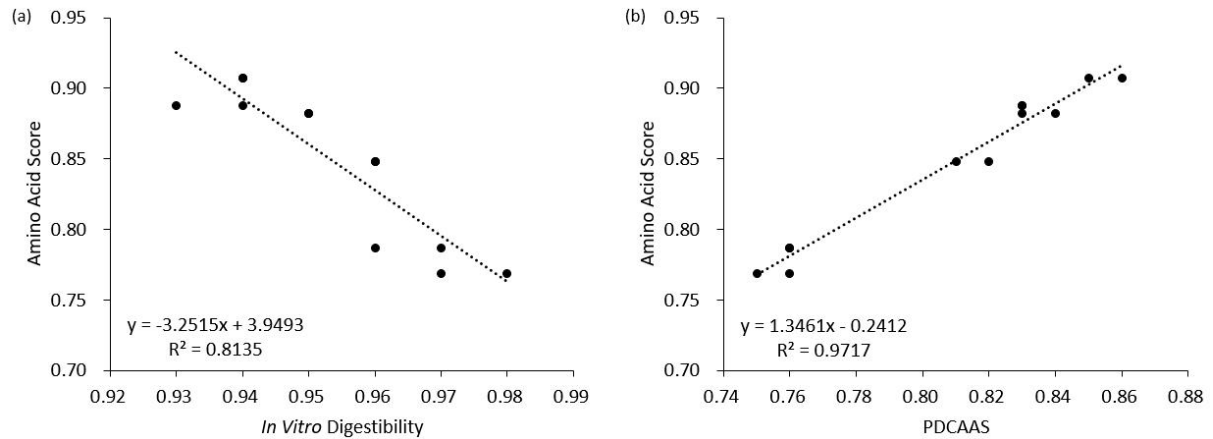 (a)
Amino Acid Score
0.95
0.90
0.85
0.80
0.75
0.70
y = -3.2515x + 3.9493
R² = 0.8135
0.92 0.93 0.94 0.95 0.96 0.97 0.98 0.99
In Vitro Digestibility
(b)
Amino Acid Score
0.95
0.90
0.85
0.80
0.75
0.70
y = 1.3461x - 0.2412
R² = 0.9717
0.74 0.76 0.78 0.80 0.82 0.84 0.86 0.88
PDCAAS